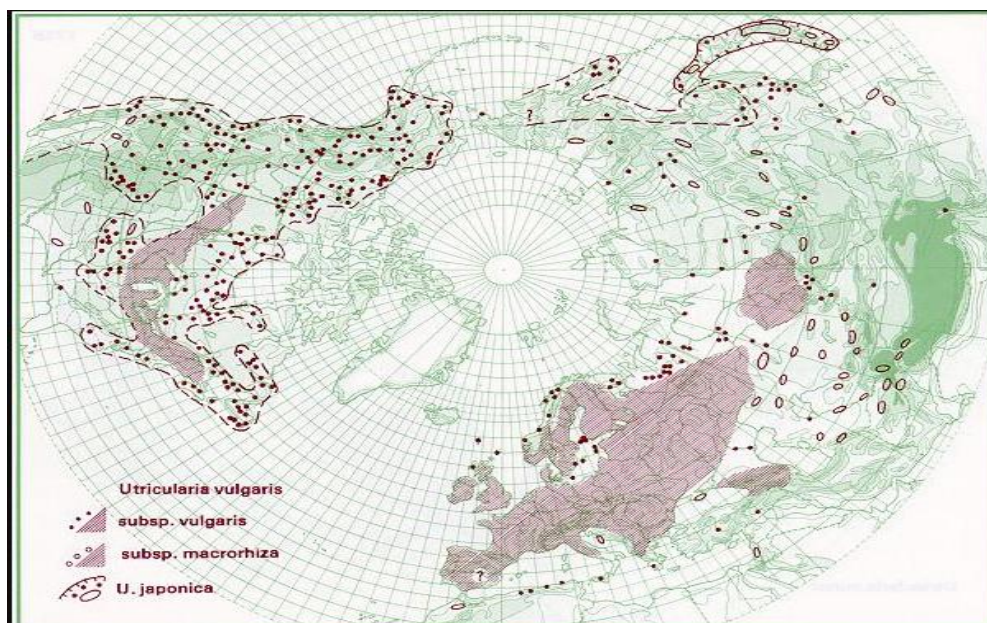 ?
Utricularia vulgaris
subsp. vulgaris
subsp. macrorhiza
U. japonica
?